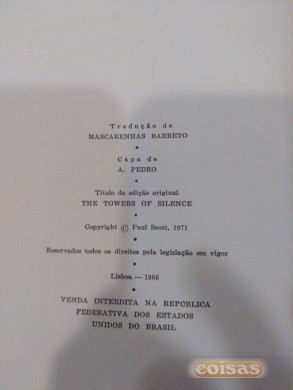 Tradução de
MASCARENHAS BARRETO
*
Capa de
A. PEDRO
*
Título da edição original
THE TOWERS OF SILENCE
*
Copyright © Paul Scott, 1971
*
Reservados todos os direitos pela legislação em vigor
*
Lisboa — 1986
*
VENDA INTERDITA NA REPÚBLICA
FEDERATIVA DOS ESTADOS
UNIDOS DO BRASIL
coisas